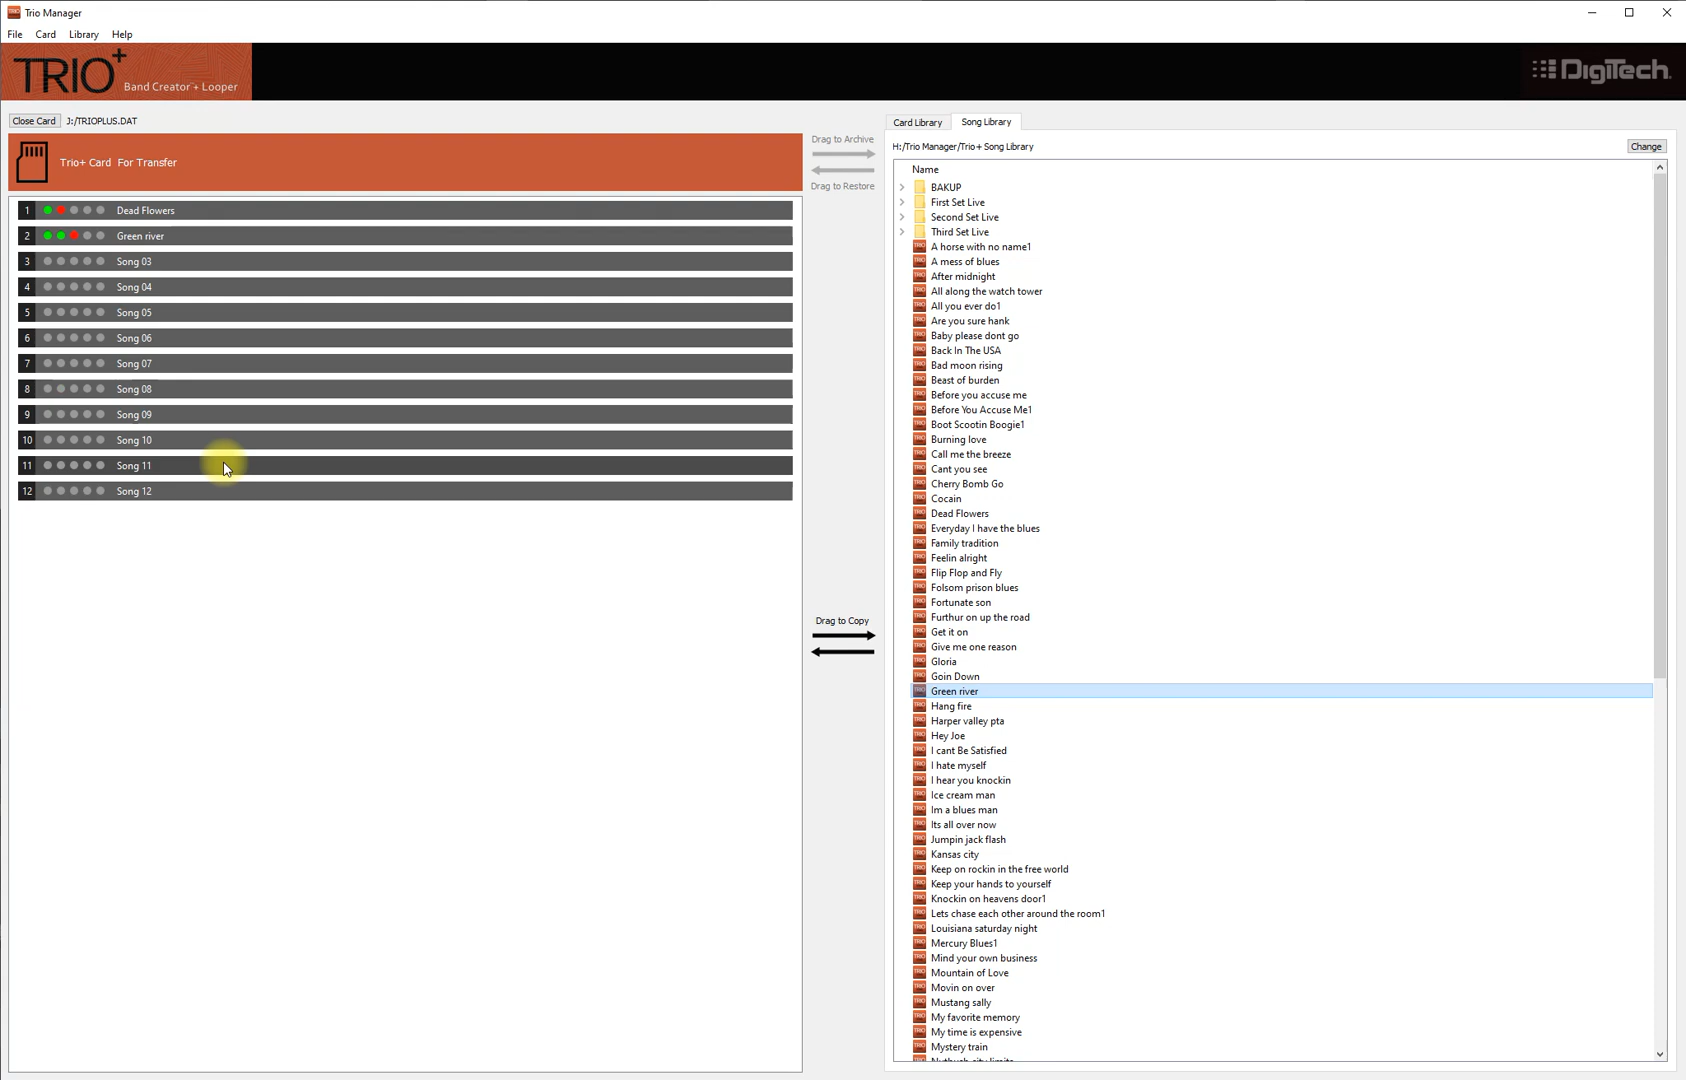 Trio Manager
File Card Library Help
TRIO+ Band Creator + Looper
DigiTech
Close Card J:/TRIOPLUS.DAT
Trio+ Card For Transfer
1 Dead Flowers
2 Green river
3 Song 03
4 Song 04
5 Song 05
6 Song 06
7 Song 07
8 Song 08
9 Song 09
10 Song 10
11 Song 11
12 Song 12
Drag to Archive
Drag to Restore
Drag to Copy
Card Library Song Library
H:/Trio Manager/Trio+ Song Library Change
Name
BAKUP
First Set Live
Second Set Live
Third Set Live
A horse with no name1
A mess of blues
After midnight
All along the watch tower
All you ever do1
Are you sure hank
Baby please dont go
Back In The USA
Bad moon rising
Beast of burden
Before you accuse me
Before You Accuse Me1
Boot Scootin Boogie1
Burning love
Call me the breeze
Cant you see
Cherry Bomb Go
Cocain
Dead Flowers
Everyday I have the blues
Family tradition
Feelin alright
Flip Flop and Fly
Folsom prison blues
Fortunate son
Furthur on up the road
Get it on
Give me one reason
Gloria
Goin Down
Green river
Hang fire
Harper valley pta
Hey Joe
I cant Be Satisfied
I hate myself
I hear you knockin
Ice cream man
Im a blues man
Its all over now
Jumpin jack flash
Kansas city
Keep on rockin in the free world
Keep your hands to yourself
Knockin on heavens door1
Lets chase each other around the room1
Louisiana saturday night
Mercury Blues1
Mind your own business
Mountain of Love
Movin on over
Mustang sally
My favorite memory
My time is expensive
Mystery train